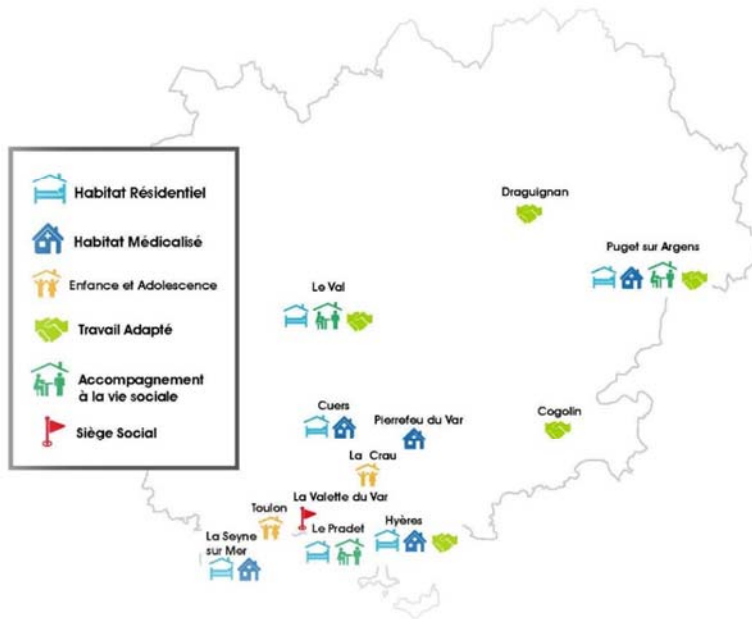 Habitat Résidentiel
Habitat Médicalisé
Enfance et Adolescence
Travail Adapté
Accompagnement
à la vie sociale
Siège Social
Draguignan
Puget sur Argens
Le Val
Cuers
Pierrefeu du Var
Cogolin
La Crau
La Valette du Var
Toulon
Le Pradet
Hyères
La Seyne
sur Mer